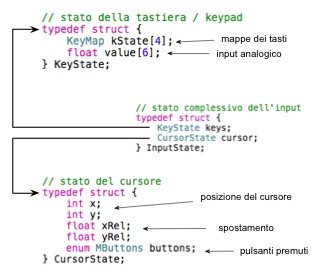 // stato della tastiera / keypad
typedef struct {
KeyMap kState[4];
mappe dei tasti
float value[6];
input analogico
} KeyState;
// stato complessivo dell'input
typedef struct {
KeyState keys;
CursorState cursor;
} InputState;
// stato del cursore
typedef struct {
int x;
posizione del cursore
int y;
float xRel;
spostamento
float yRel;
enum MButtons buttons;
pulsanti premuti
} CursorState;